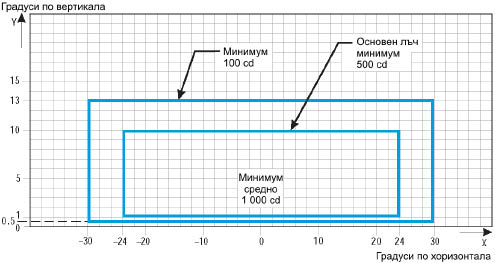 Градуси по вертикала
Y
Минимум
100 cd
Основен лъч
минимум
500 cd
15
13
10
5
1
0.5
Минимум
средно
1 000 cd
−30 −24 −20 −10 0 10 20 24 30 X
Градуси по хоризонтала